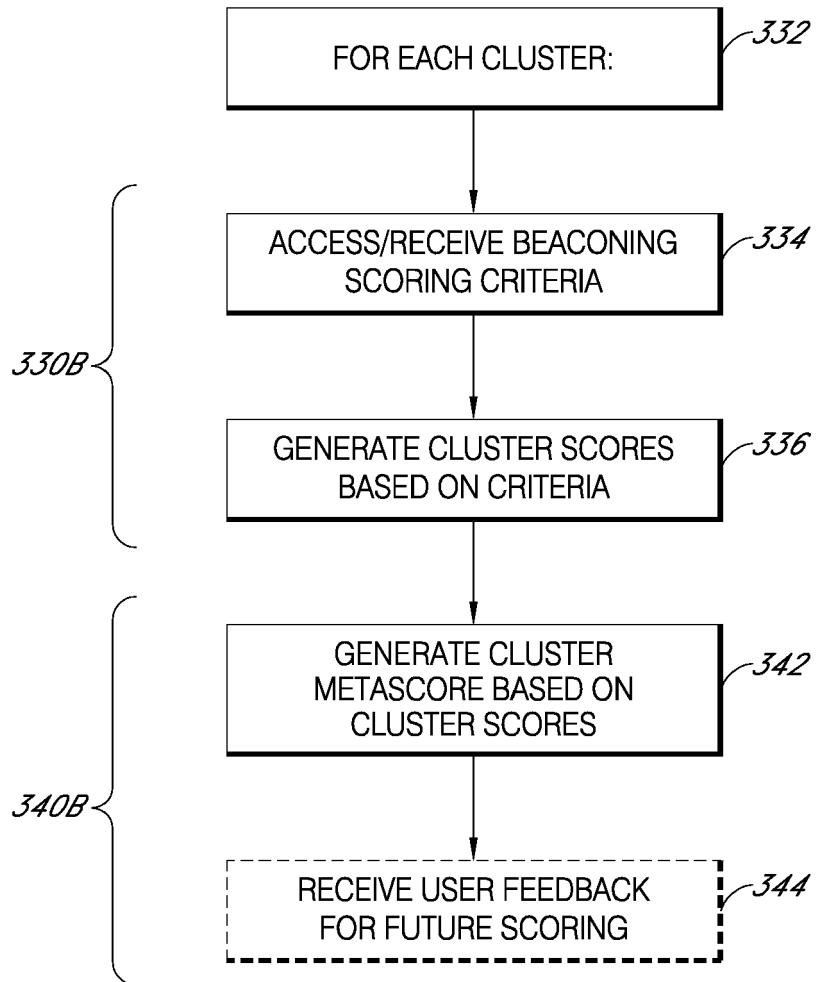 FOR EACH CLUSTER:
332
ACCESS/RECEIVE BEACONING
SCORING CRITERIA
334
330B
GENERATE CLUSTER SCORES
BASED ON CRITERIA
336
GENERATE CLUSTER
METASCORE BASED ON
CLUSTER SCORES
342
340B
RECEIVE USER FEEDBACK
FOR FUTURE SCORING
344